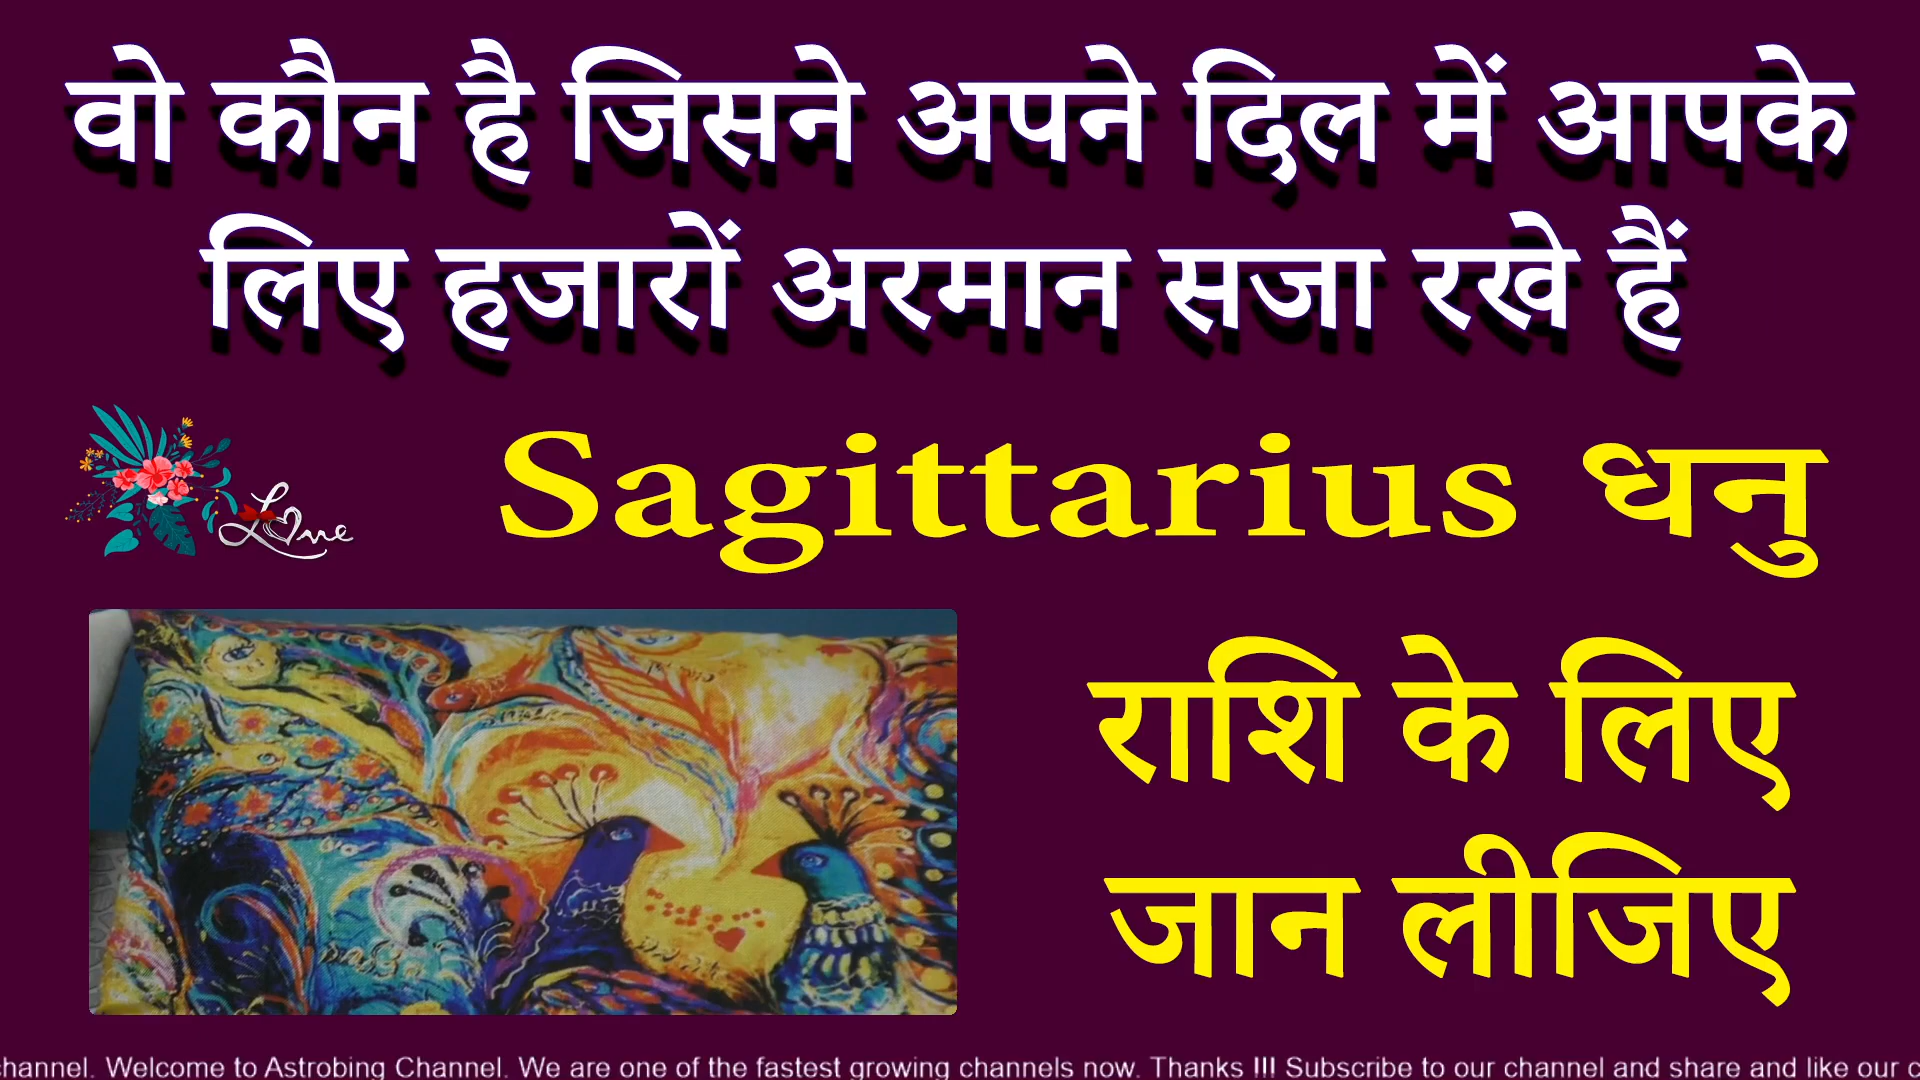 वो कौन है जिसने अपने दिल में आपके
लिए हजारों अरमान सजा रखे हैं
Love
Sagittarius धनु
राशि के लिए
जान लीजिए
channel. Welcome to Astrobing Channel. We are one of the fastest growing channels now. Thanks !!! Subscribe to our channel and share and like our